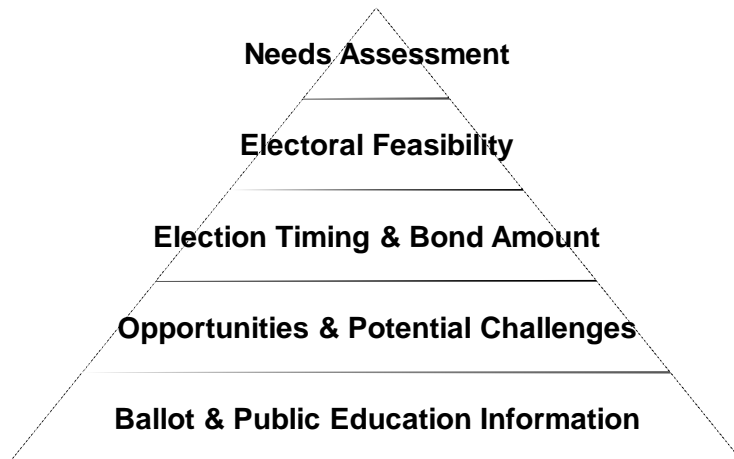 Needs Assessment
Electoral Feasibility
Election Timing & Bond Amount
Opportunities & Potential Challenges
Ballot & Public Education Information